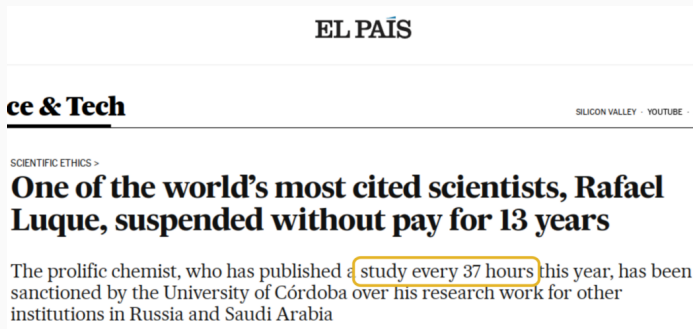 EL PAÍS
ce & Tech
SILICON VALLEY · YOUTUBE ·
SCIENTIFIC ETHICS >
One of the world's most cited scientists, Rafael
Luque, suspended without pay for 13 years
The prolific chemist, who has published a study every 37 hours this year, has been
sanctioned by the University of Córdoba over his research work for other
institutions in Russia and Saudi Arabia